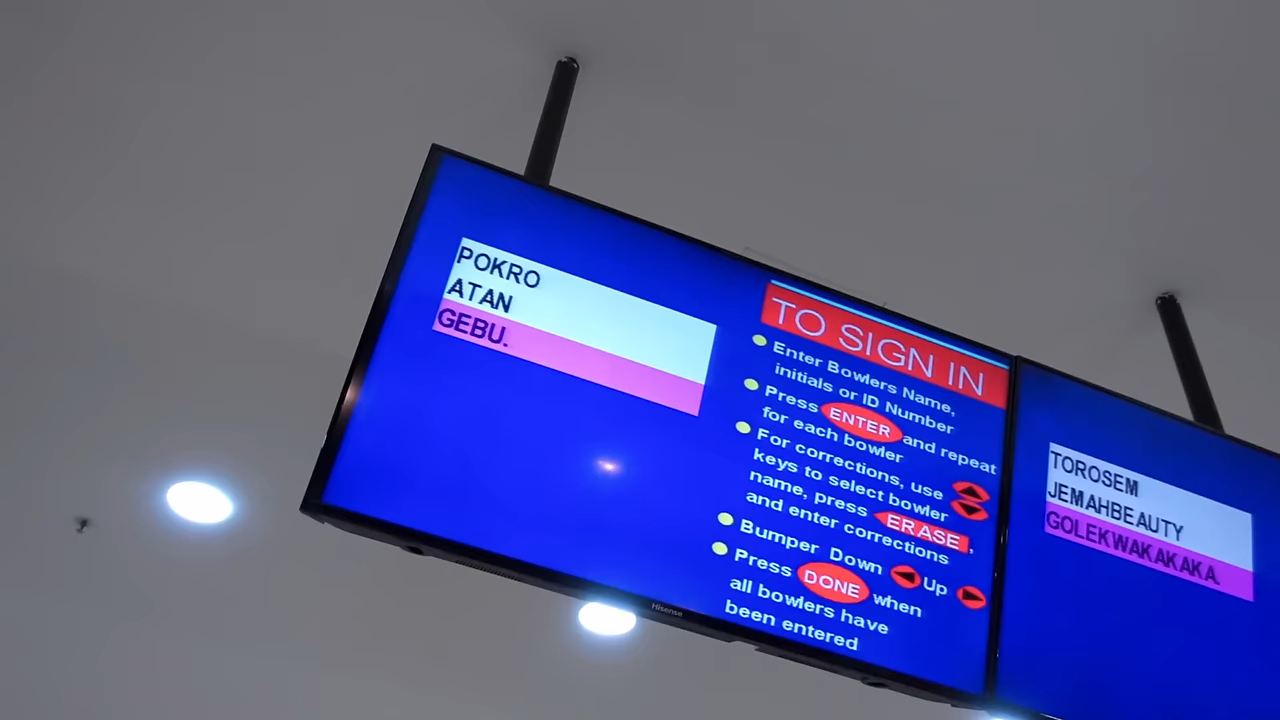 POKRO
ATAN
GEBU.
TO SIGN IN
Enter Bowlers Name,
initials or ID Number
Press ENTER and repeat
for each bowler
For corrections, use
keys to select bowler
name, press ERASE,
and enter corrections
Bumper Down Up
Press DONE when
all bowlers have
been entered
Hisense
TOROSEM
JEMAHBEAUTY
GOLEKWAKAKAKA.